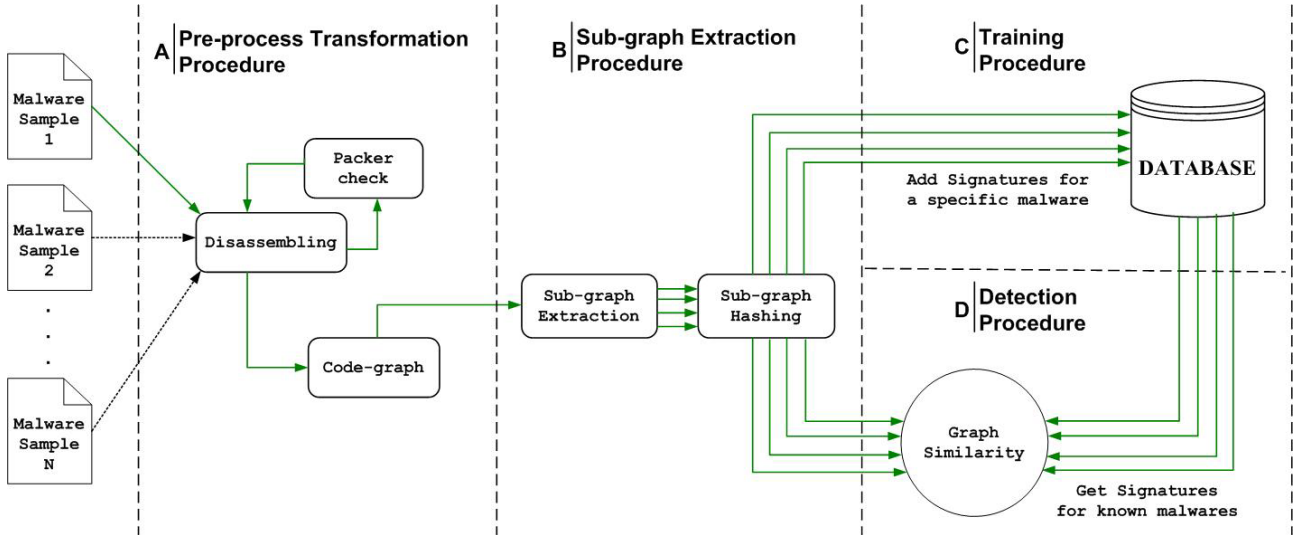 A
Pre-process Transformation
Procedure
B
Sub-graph Extraction
Procedure
C
Training
Procedure
Malware
Sample
1
Malware
Sample
2
.
.
.
Malware
Sample
N
Packer
check
Disassembling
Code-graph
Sub-graph
Extraction
Sub-graph
Hashing
Add Signatures for
a specific malware
DATABASE
D
Detection
Procedure
Graph
Similarity
Get Signatures
for known malwares